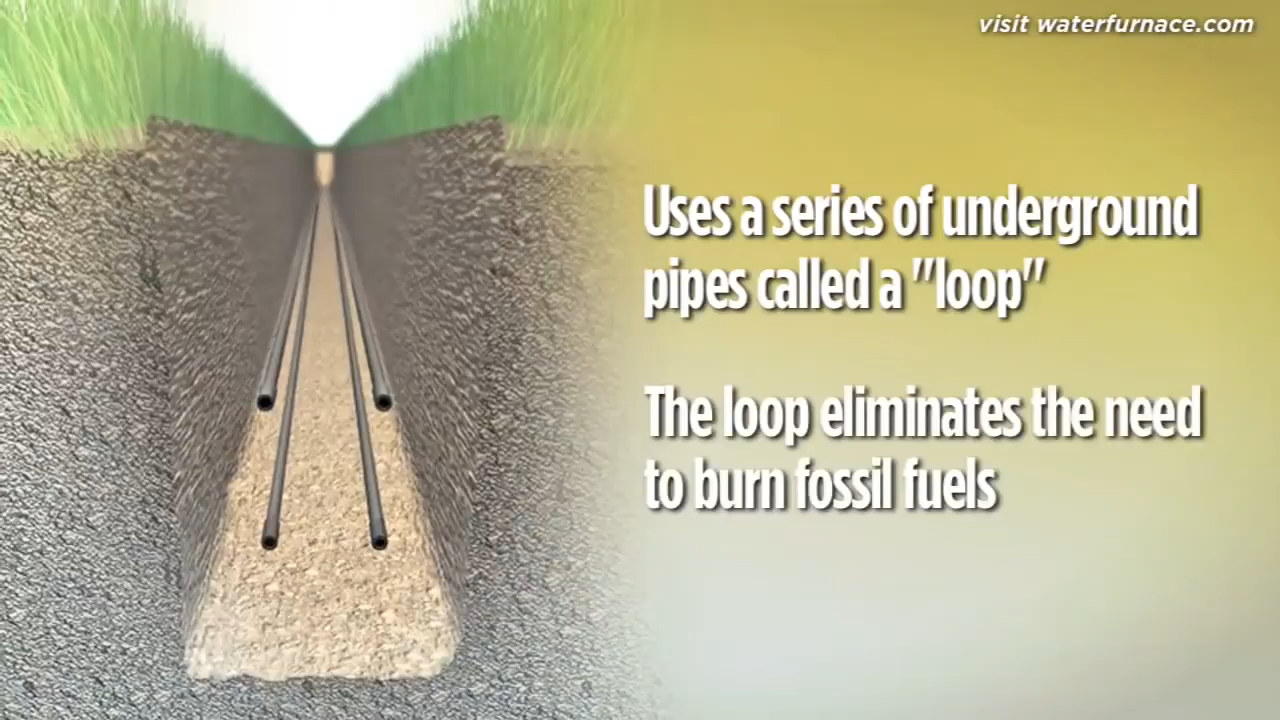 visit waterfurnace.com
Uses a series of underground
pipes called a "loop"
The loop eliminates the need
to burn fossil fuels